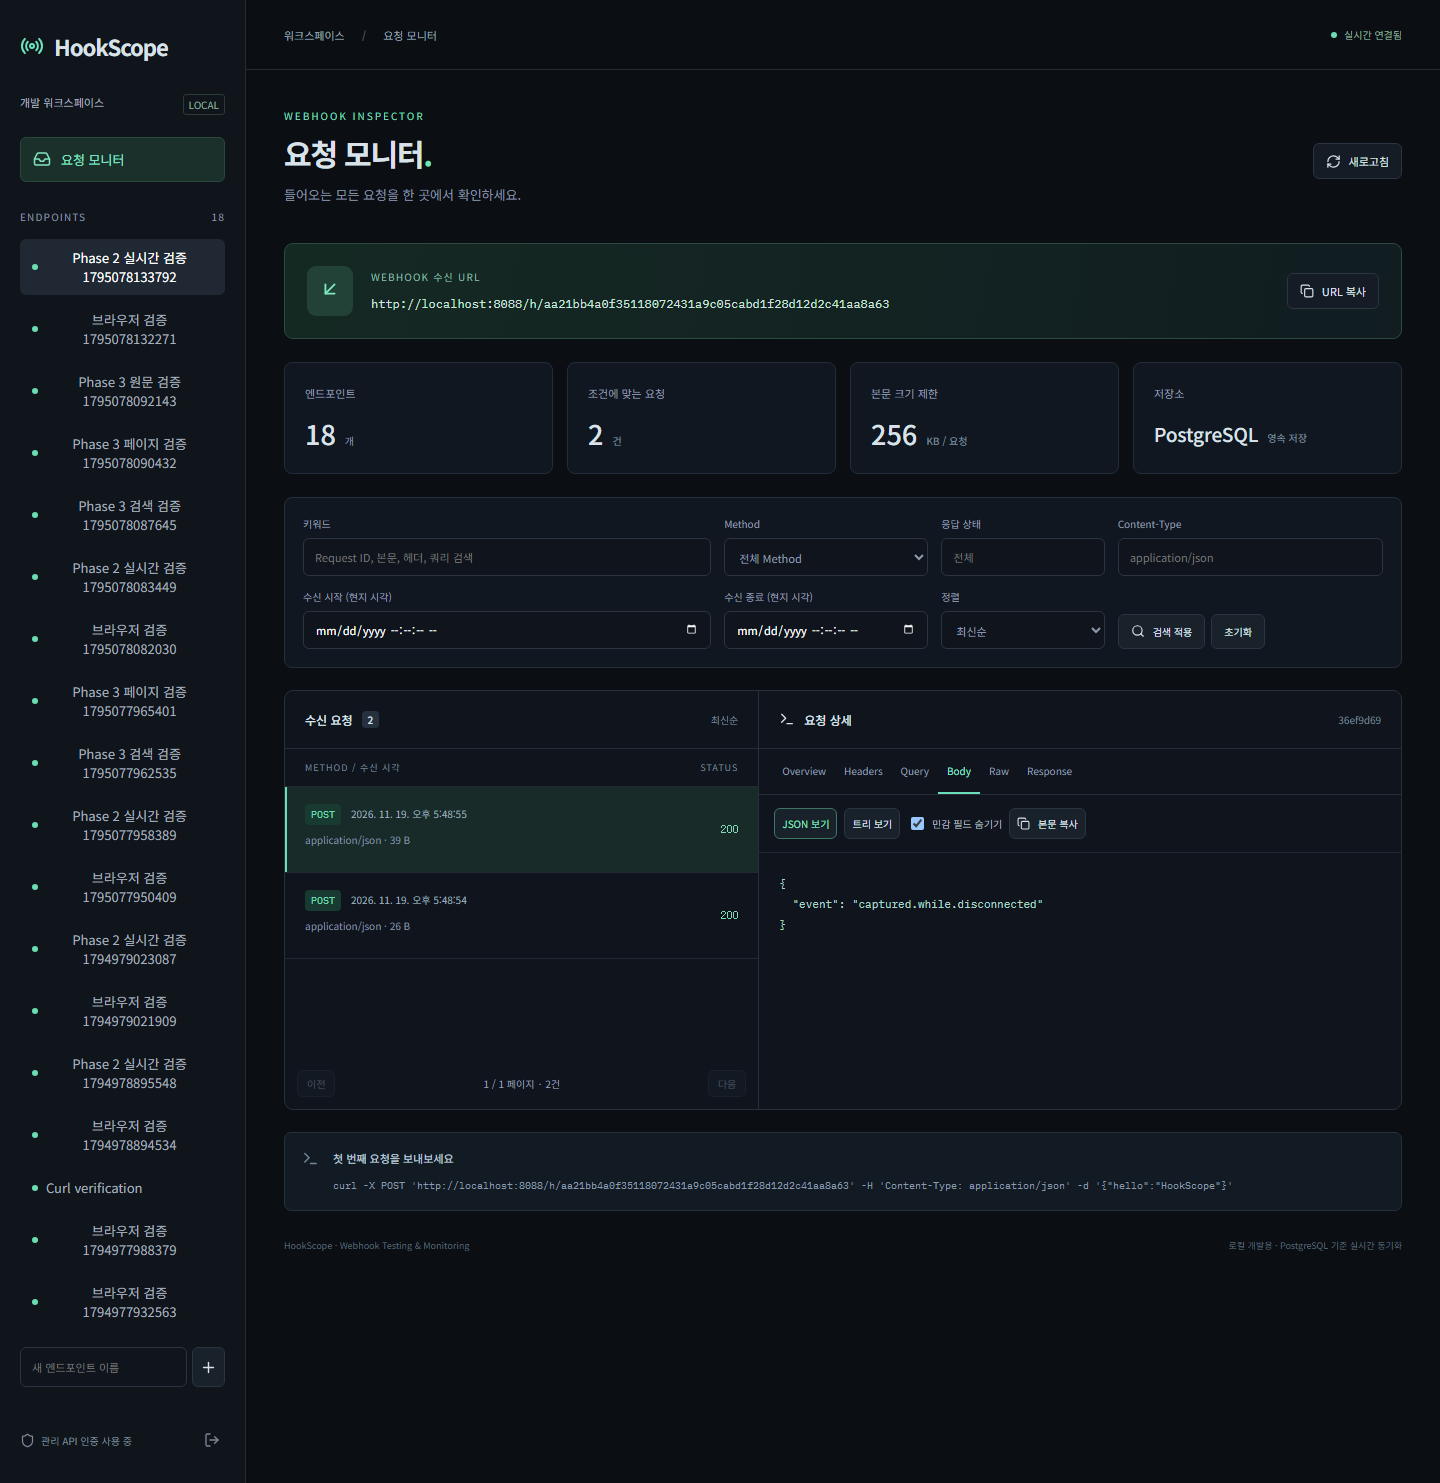 HookScope
개발 워크스페이스
LOCAL
요청 모니터
ENDPOINTS
18
Phase 2 실시간 검증
1795078133792
브라우저 검증
1795078132271
Phase 3 원문 검증
1795078092143
Phase 3 페이지 검증
1795078090432
Phase 3 검색 검증
1795078087645
Phase 2 실시간 검증
1795078083449
브라우저 검증
1795078082030
Phase 3 페이지 검증
1795077965401
Phase 3 검색 검증
1795077962535
Phase 2 실시간 검증
1795077958389
브라우저 검증
1795077950409
Phase 2 실시간 검증
1794979023087
브라우저 검증
1794979021909
Phase 2 실시간 검증
1794978895548
브라우저 검증
1794978894534
Curl verification
브라우저 검증
1794977988379
브라우저 검증
1794977932563
새 엔드포인트 이름
관리 API 인증 사용 중
워크스페이스 / 요청 모니터
실시간 연결됨
WEBHOOK INSPECTOR
요청 모니터.
들어오는 모든 요청을 한 곳에서 확인하세요.
새로고침
WEBHOOK 수신 URL
http://localhost:8088/h/aa21bb4a0f35118072431a9c05cabd1f28d12d2c41aa8a63
URL 복사
엔드포인트
18 개
조건에 맞는 요청
2 건
본문 크기 제한
256 KB / 요청
저장소
PostgreSQL 영속 저장
키워드
Request ID, 본문, 헤더, 쿼리 검색
Method
전체 Method
응답 상태
전체
Content-Type
application/json
수신 시작 (현지 시각)
mm/dd/yyyy --:--:-- --
수신 종료 (현지 시각)
mm/dd/yyyy --:--:-- --
정렬
최신순
검색 적용
초기화
수신 요청 2
최신순
METHOD / 수신 시각
STATUS
POST 2026. 11. 19. 오후 5:48:55
application/json · 39 B
200
POST 2026. 11. 19. 오후 5:48:54
application/json · 26 B
200
이전
1 / 1 페이지 · 2건
다음
요청 상세
36ef9d69
Overview Headers Query Body Raw Response
JSON 보기
트리 보기
민감 필드 숨기기
본문 복사
{
"event": "captured.while.disconnected"
}
첫 번째 요청을 보내보세요
curl -X POST 'http://localhost:8088/h/aa21bb4a0f35118072431a9c05cabd1f28d12d2c41aa8a63' -H 'Content-Type: application/json' -d '{"hello":"HookScope"}'
HookScope · Webhook Testing & Monitoring
로컬 개발용 · PostgreSQL 기준 실시간 동기화